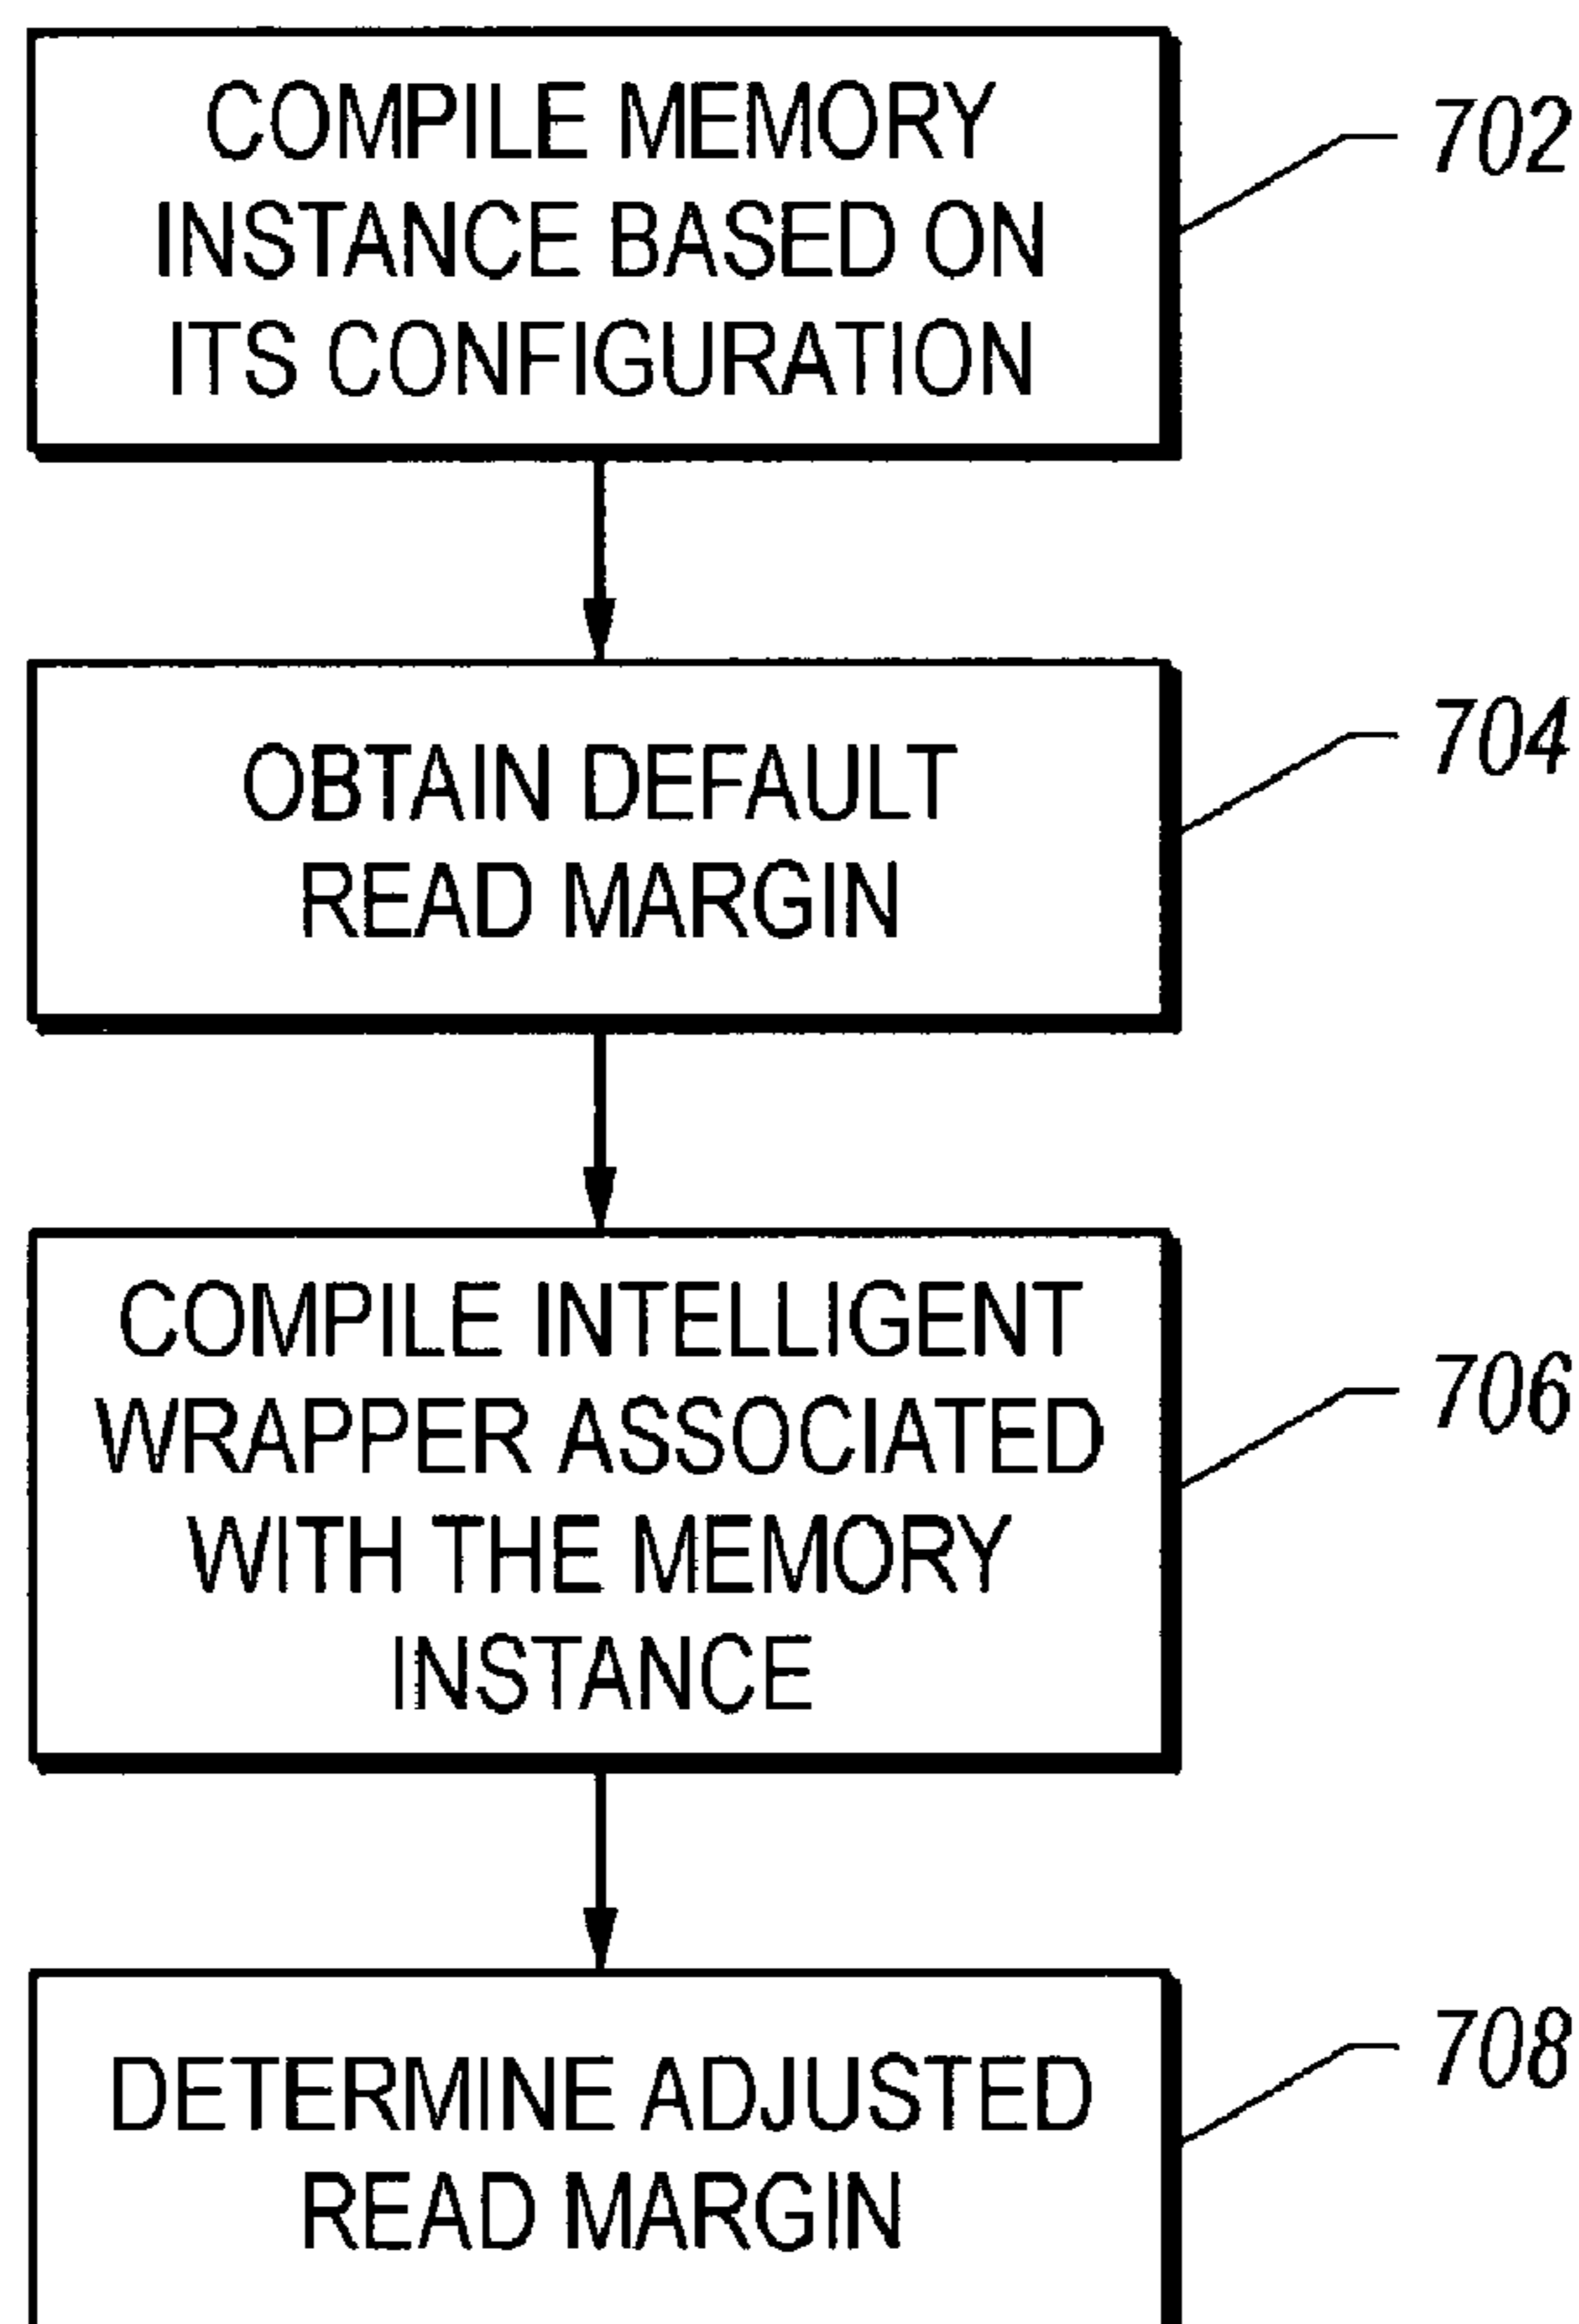 COMPILE MEMORY
INSTANCE BASED ON
ITS CONFIGURATION
702
OBTAIN DEFAULT
READ MARGIN
704
COMPILE INTELLIGENT
WRAPPER ASSOCIATED
WITH THE MEMORY
INSTANCE
706
DETERMINE ADJUSTED
READ MARGIN
708